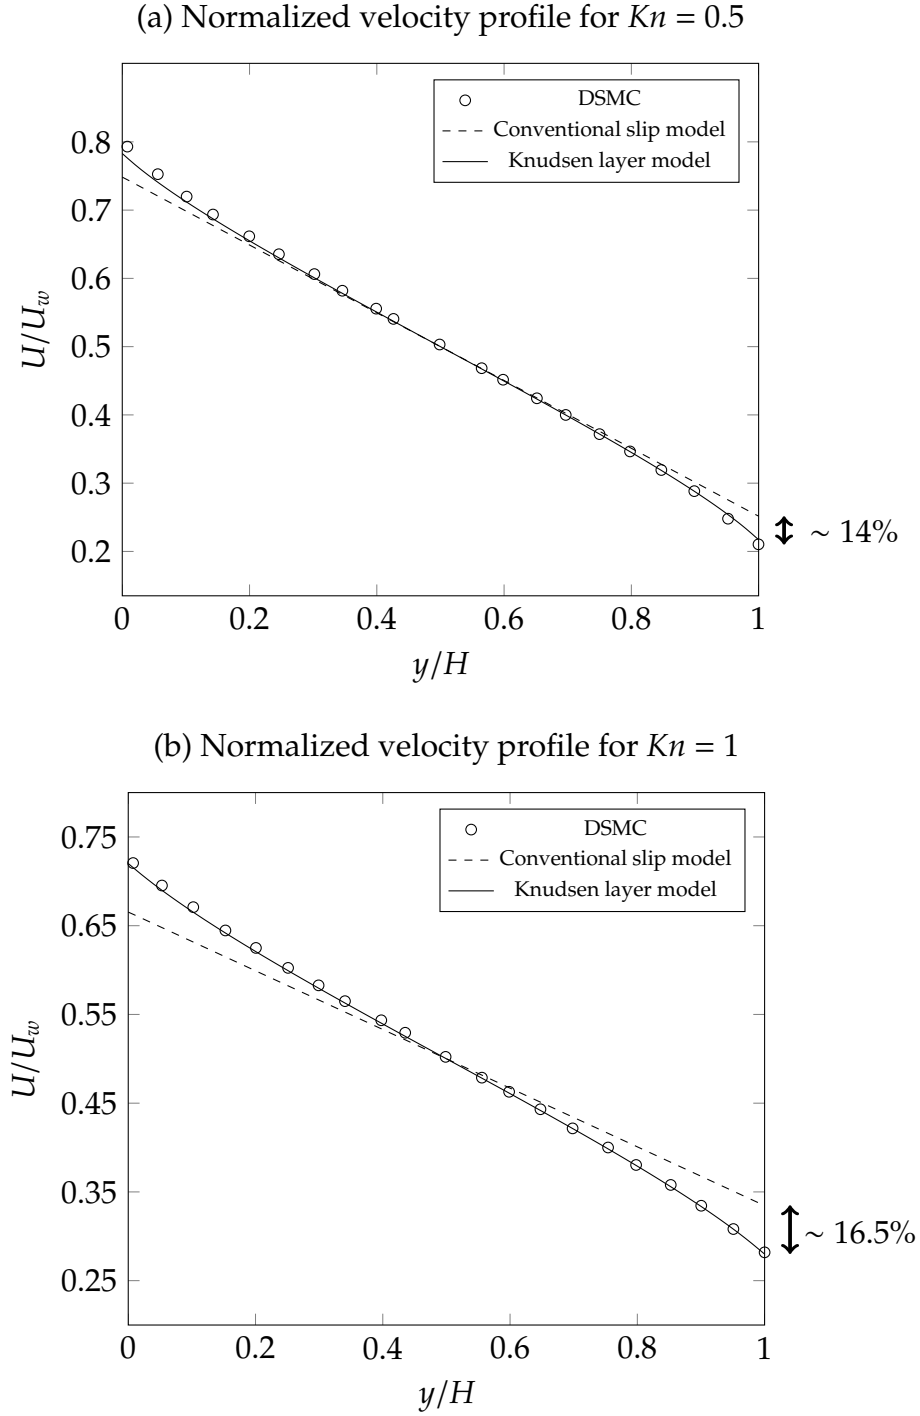 (a) Normalized velocity profile for Kn = 0.5
DSMC
Conventional slip model
Knudsen layer model
0.8
0.7
0.6
0.5
0.4
0.3
0.2
U/U_w
∼ 14%
0 0.2 0.4 0.6 0.8 1
y/H
(b) Normalized velocity profile for Kn = 1
DSMC
Conventional slip model
Knudsen layer model
0.75
0.65
0.55
0.45
0.35
0.25
U/U_w
∼ 16.5%
0 0.2 0.4 0.6 0.8 1
y/H